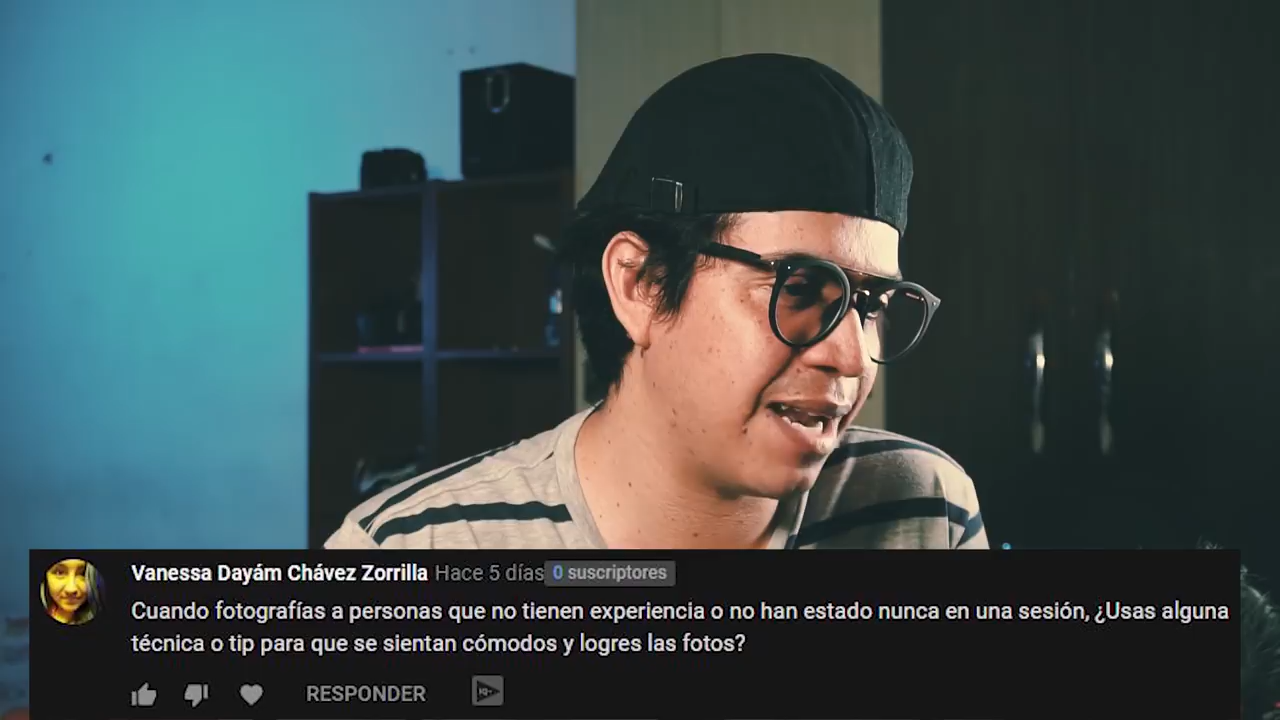 Vanessa Dayám Chávez Zorrilla Hace 5 días 0 suscriptores
Cuando fotografías a personas que no tienen experiencia o no han estado nunca en una sesión, ¿Usas alguna
técnica o tip para que se sientan cómodos y logres las fotos?
RESPONDER